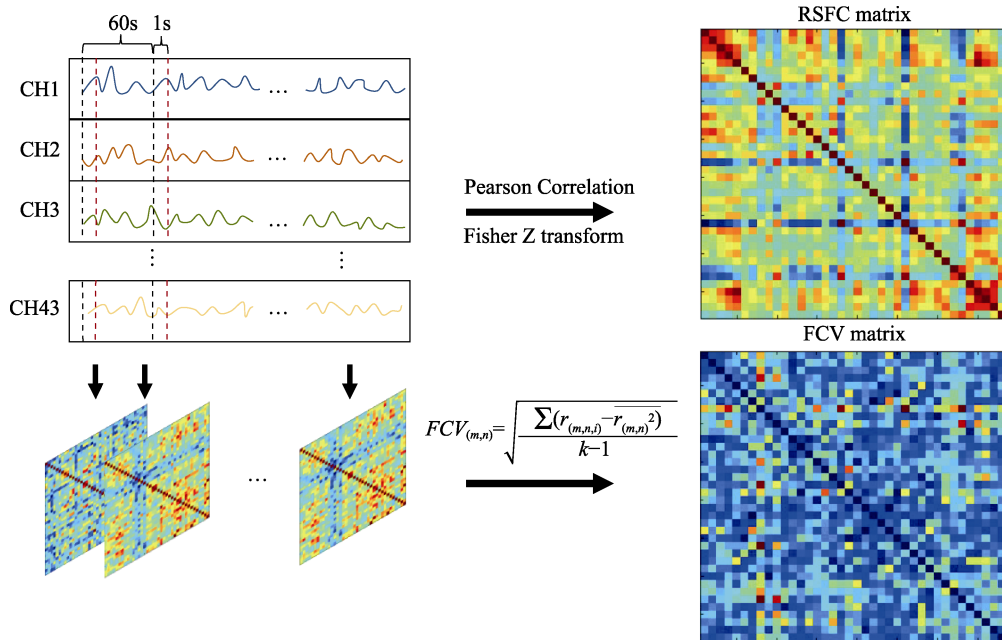 60s 1s
RSFC matrix
CH1
CH2
CH3
CH43
...
...
...
...
Pearson Correlation
Fisher Z transform
FCV matrix
FCV(m,n)=√(∑(r(m,n,i)−r(m,n)²)/k−1)
...